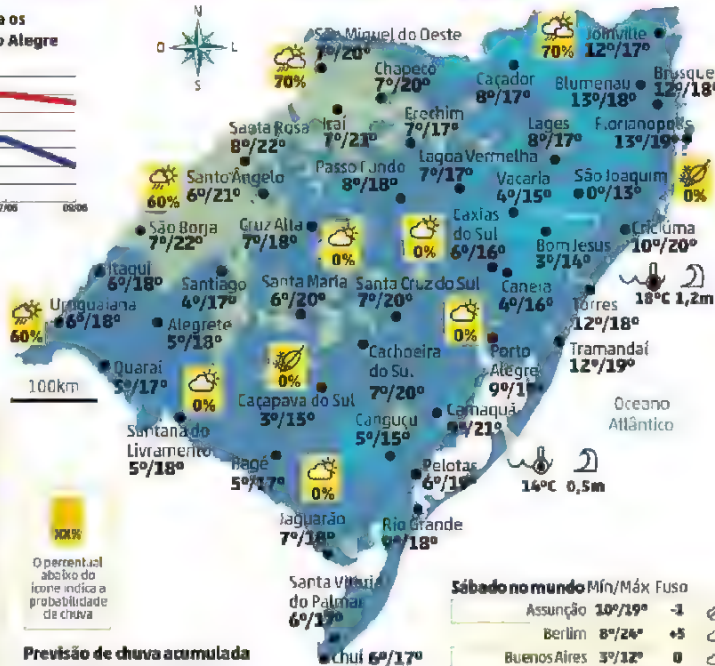 a os
o Alegre
7/06
08/06
N
O
L
S
São Miguel do Oeste
7º/20º
70%
70%
Joinville
12º/17º
Chapecó
7º/20º
Caçador
8º/17º
Blumenau
13º/18º
Brusque
12º/18º
Iraí
7º/21º
Erechim
7º/17º
Lages
8º/17º
Florianópolis
13º/19º
Santa Rosa
8º/22º
Passo Fundo
8º/18º
Lagoa Vermelha
7º/17º
Vacaria
4º/15º
São Joaquim
0º/13º
0%
60%
Santo Ângelo
6º/21º
São Borja
7º/22º
Cruz Alta
7º/18º
0%
0%
Caxias
do Sul
6º/16º
Bom Jesus
3º/14º
Criciúma
10º/20º
18ºC 1,2m
Itaqui
6º/18º
Santiago
4º/17º
Santa Maria
6º/20º
Santa Cruz do Sul
7º/20º
Canela
4º/16º
Torres
12º/18º
60%
Uruguaiana
6º/18º
Alegrete
5º/18º
0%
Cachoeira
do Sul
7º/20º
Porto
Alegre
Tramandaí
12º/19º
Quaraí
5º/17º
100km
0%
0%
Caçapava do Sul
3º/15º
Camaquã
Oceano
Atlântico
Santana do
Livramento
5º/18º
Canguçu
5º/15º
Bagé
5º/17º
0%
Pelotas
6º/19º
14ºC 0,5m
XX%
O percentual
abaixo do
ícone indica a
probabilidade
de chuva
Jaguarão
7º/18º
Rio Grande
Santa Vitória
do Palmar
6º/17º
Chuí 6º/17º
Previsão de chuva acumulada
Sábado no mundo Mín/Máx Fuso
Assunção 10º/19º -1
Berlim 8º/24º +5
Buenos Aires 3º/12º 0